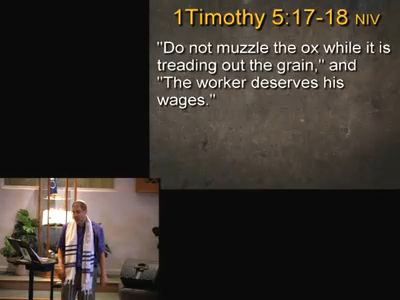 1Timothy 5:17-18 NIV
"Do not muzzle the ox while it is
treading out the grain," and
"The worker deserves his
wages."